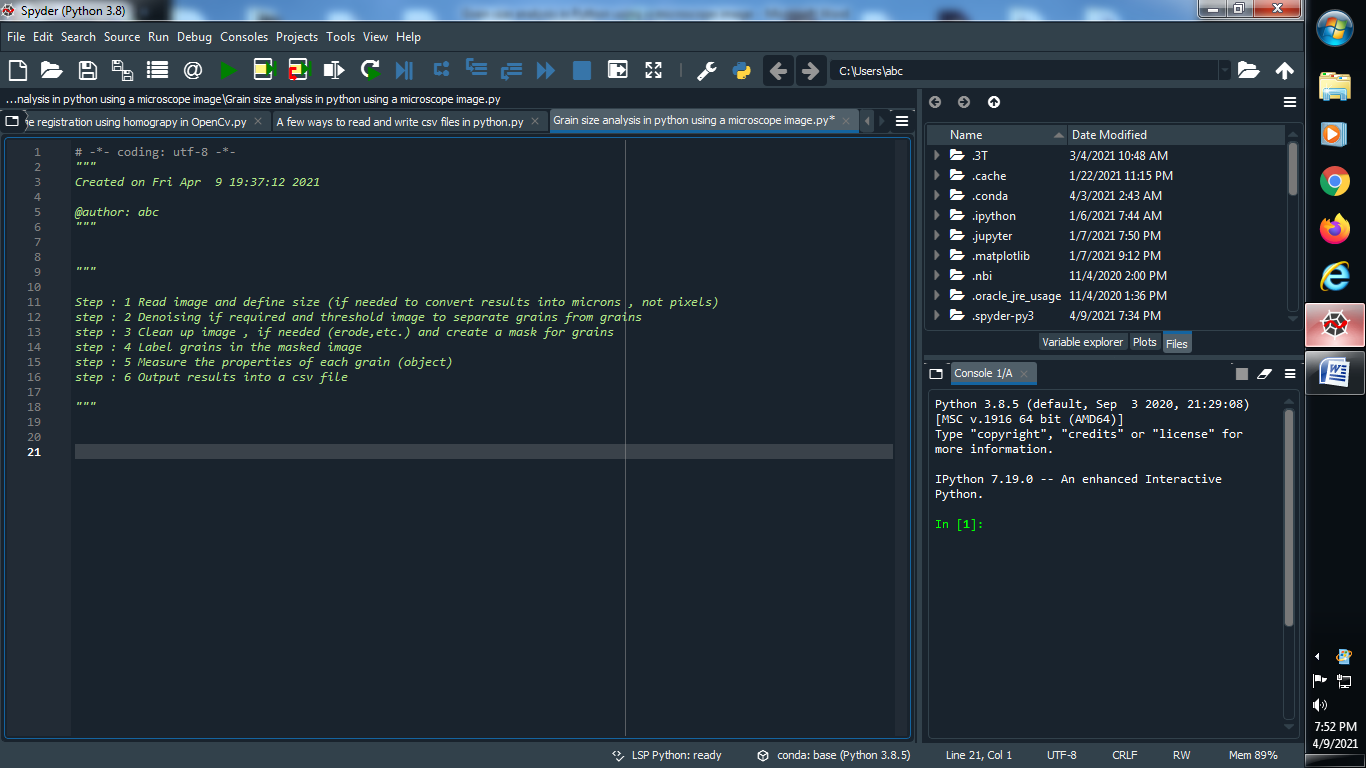 Spyder (Python 3.8)
File Edit Search Source Run Debug Consoles Projects Tools View Help
C:\Users\abc
...nalysis in python using a microscope image\Grain size analysis in python using a microscope image.py
registration using homograpy in OpenCv.py
A few ways to read and write csv files in python.py
Grain size analysis in python using a microscope image.py*
1 # -*- coding: utf-8 -*-
2 """
3 Created on Fri Apr  9 19:37:12 2021
4
5 @author: abc
6 """
7
8
9 """
10
11 Step : 1 Read image and define size (if needed to convert results into microns , not pixels)
12 step : 2 Denoising if required and threshold image to separate grains from grains
13 step : 3 Clean up image , if needed (erode,etc.) and create a mask for grains
14 step : 4 Label grains in the masked image
15 step : 5 Measure the properties of each grain (object)
16 step : 6 Output results into a csv file
17
18 """
19
20
21
Name Date Modified
.3T 3/4/2021 10:48 AM
.cache 1/22/2021 11:15 PM
.conda 4/3/2021 2:43 AM
.ipython 1/6/2021 7:44 AM
.jupyter 1/7/2021 7:50 PM
.matplotlib 1/7/2021 9:12 PM
.nbi 11/4/2020 2:00 PM
.oracle_jre_usage 11/4/2020 1:36 PM
.spyder-py3 4/9/2021 7:34 PM
Variable explorer Plots Files
Console 1/A
Python 3.8.5 (default, Sep  3 2020, 21:29:08)
[MSC v.1916 64 bit (AMD64)]
Type "copyright", "credits" or "license" for
more information.
IPython 7.19.0 -- An enhanced Interactive
Python.
In [1]:
LSP Python: ready conda: base (Python 3.8.5) Line 21, Col 1 UTF-8 CRLF RW Mem 89%
7:52 PM
4/9/2021